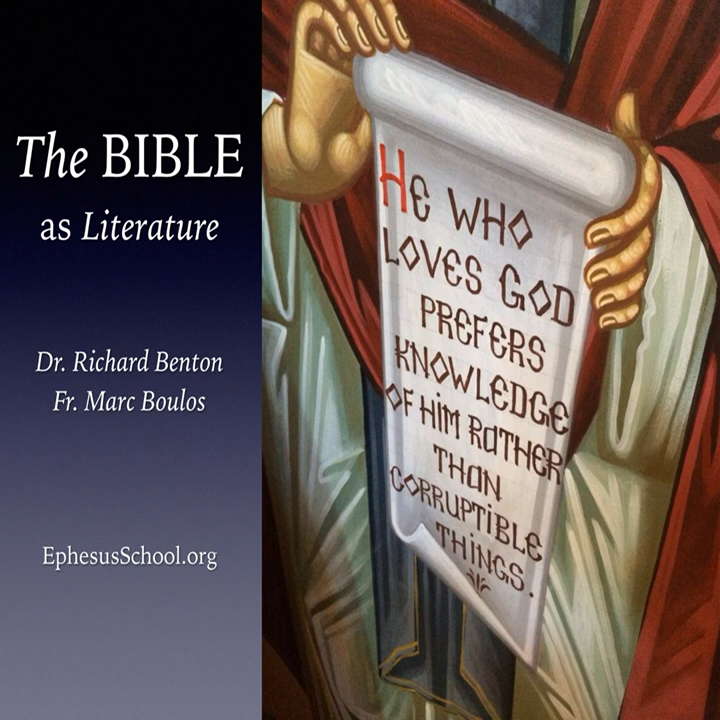 The BIBLE
as Literature
Dr. Richard Benton
Fr. Marc Boulos
EphesusSchool.org
HE WHO
LOVES GOD
PREFERS
KNOWLEDGE
OF HiM RATHER
THAN
CORRUPTiBLE
THiNGS.